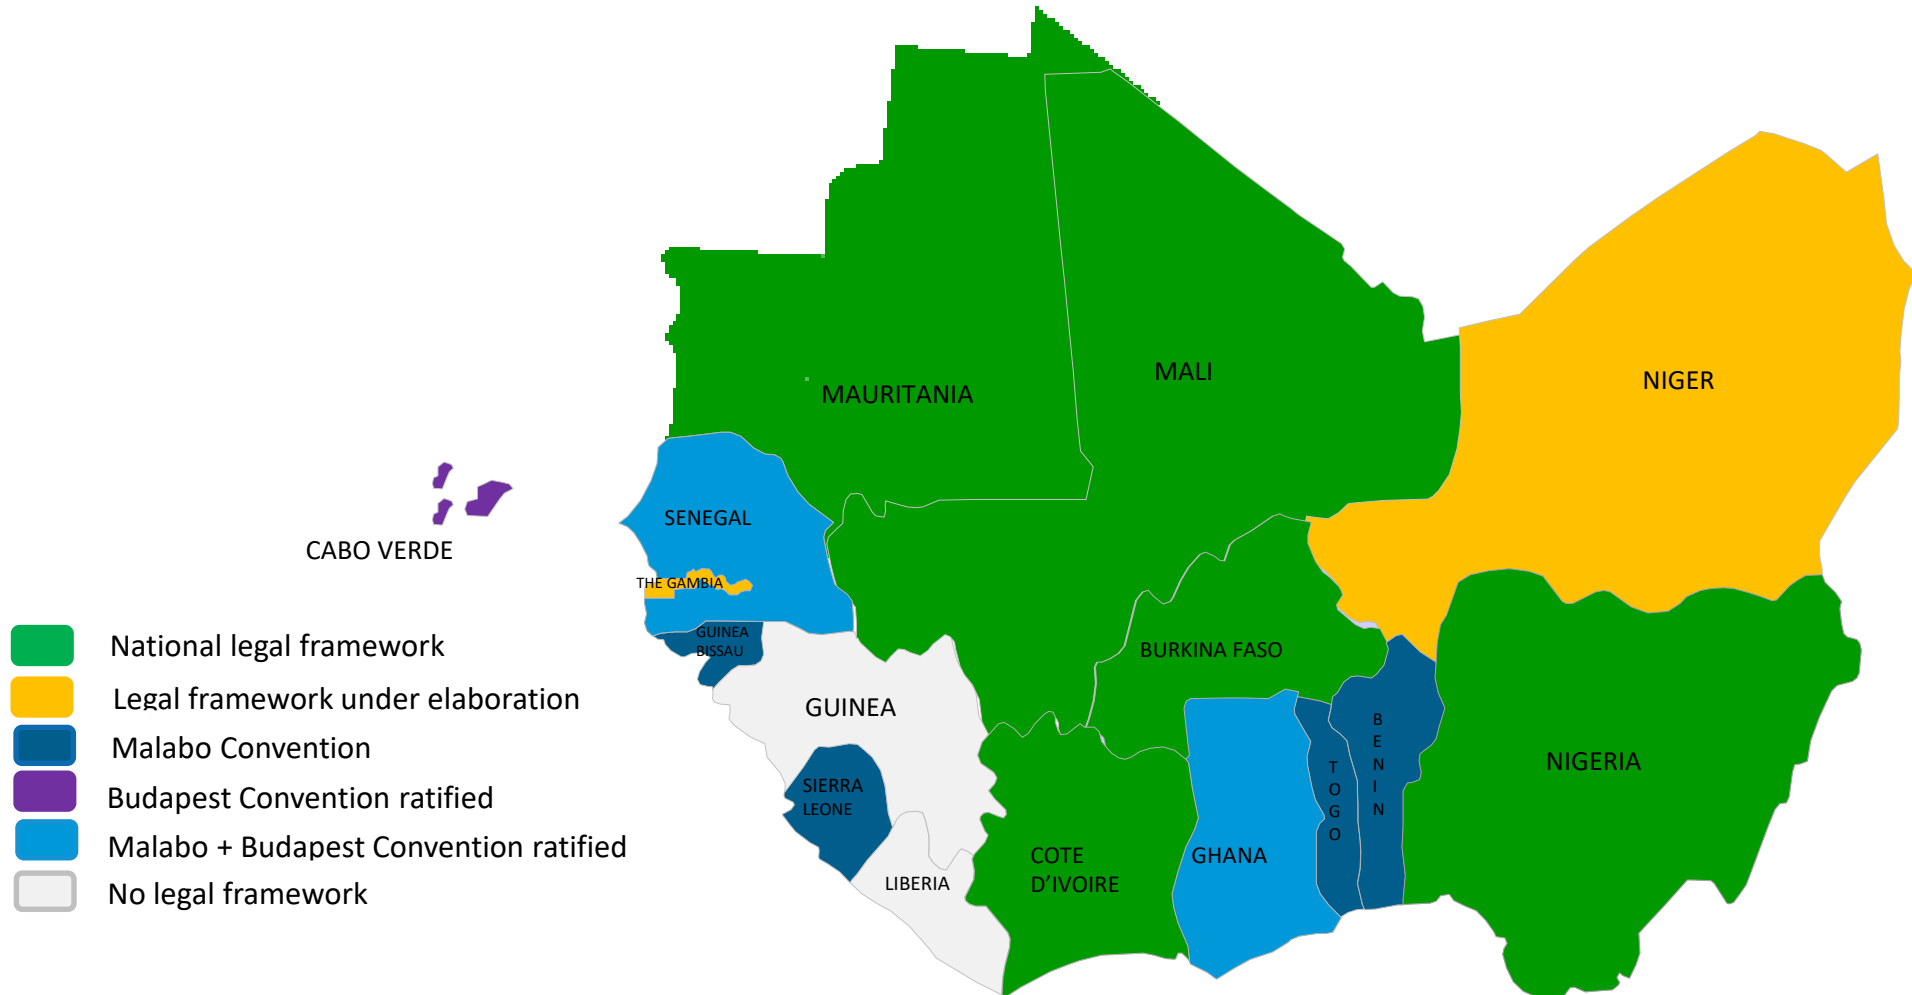 MALI
NIGER
MAURITANIA
SENEGAL
CABO VERDE
THE GAMBIA
GUINEA
BISSAU
BURKINA FASO
GUINEA
BENIN
TOGO
NIGERIA
SIERRA
LEONE
COTE
D’IVOIRE
GHANA
LIBERIA
National legal framework
Legal framework under elaboration
Malabo Convention
Budapest Convention ratified
Malabo + Budapest Convention ratified
No legal framework